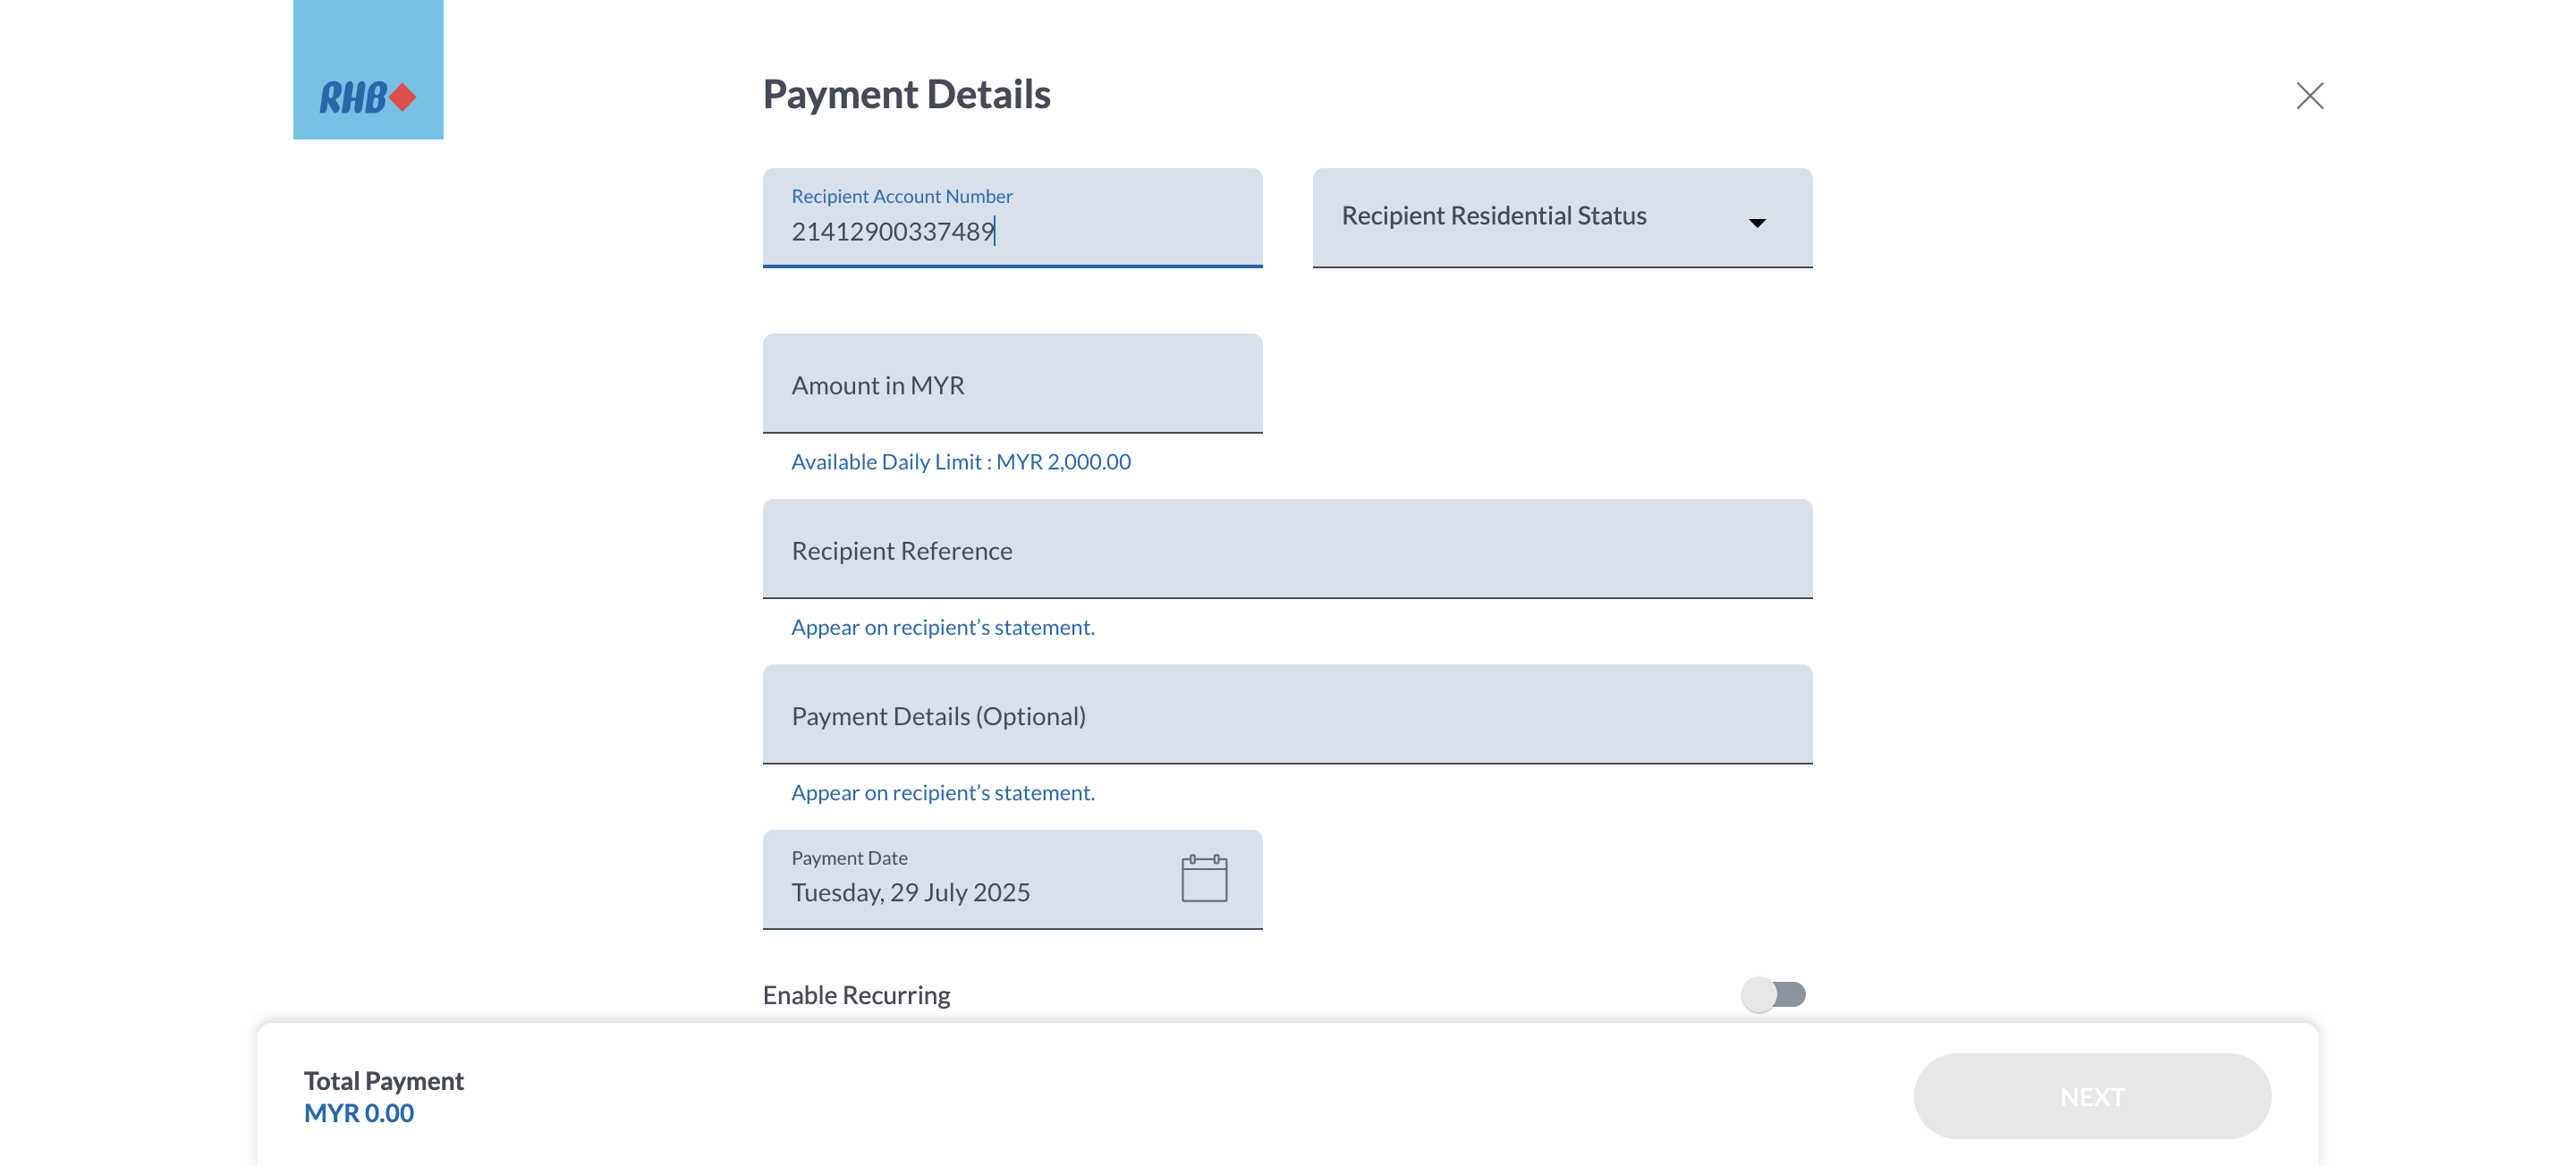 RHB
Payment Details
Recipient Account Number
21412900337489
Recipient Residential Status
Amount in MYR
Available Daily Limit : MYR 2,000.00
Recipient Reference
Appear on recipient’s statement.
Payment Details (Optional)
Appear on recipient’s statement.
Payment Date
Tuesday, 29 July 2025
Enable Recurring
Total Payment
MYR 0.00
NEXT